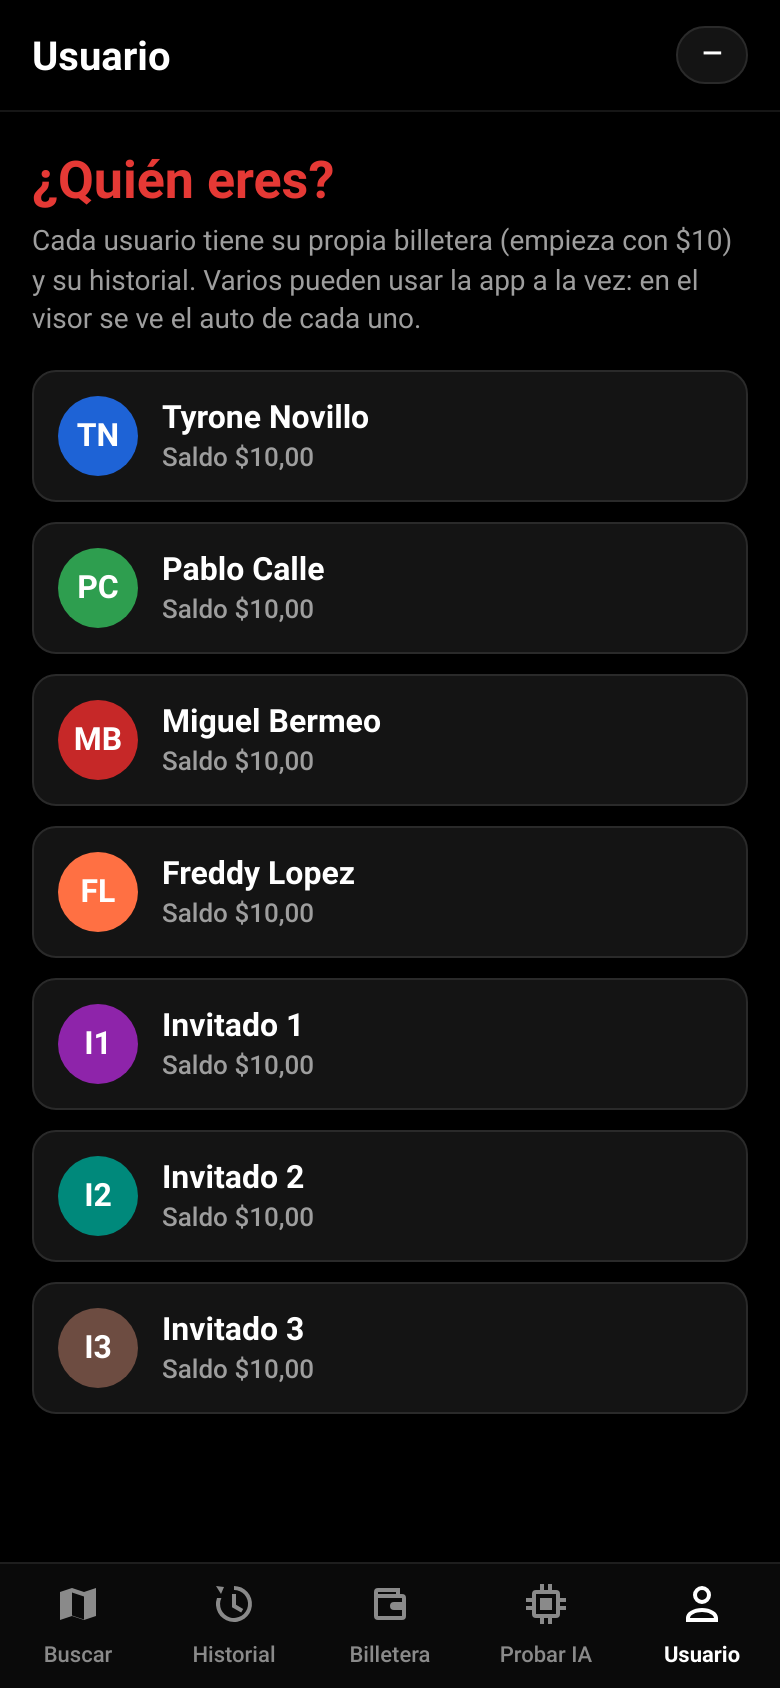 Usuario
–
¿Quién eres?
Cada usuario tiene su propia billetera (empieza con $10)
y su historial. Varios pueden usar la app a la vez: en el
visor se ve el auto de cada uno.
TN
Tyrone Novillo
Saldo $10,00
PC
Pablo Calle
Saldo $10,00
MB
Miguel Bermeo
Saldo $10,00
FL
Freddy Lopez
Saldo $10,00
I1
Invitado 1
Saldo $10,00
I2
Invitado 2
Saldo $10,00
I3
Invitado 3
Saldo $10,00
Buscar
Historial
Billetera
Probar IA
Usuario